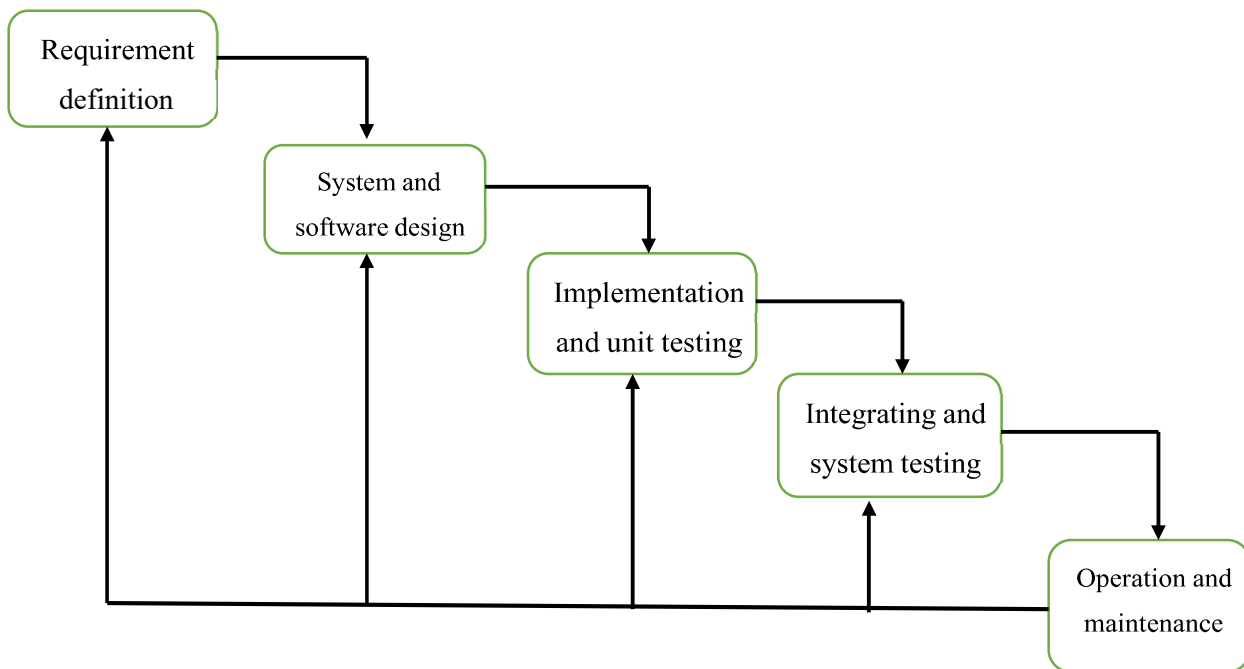 Requirement
definition
System and
software design
Implementation
and unit testing
Integrating and
system testing
Operation and
maintenance